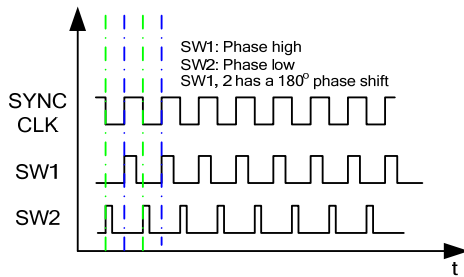 SW1: Phase high
SW2: Phase low
SW1, 2 has a 180° phase shift
SYNC
CLK
SW1
SW2
t